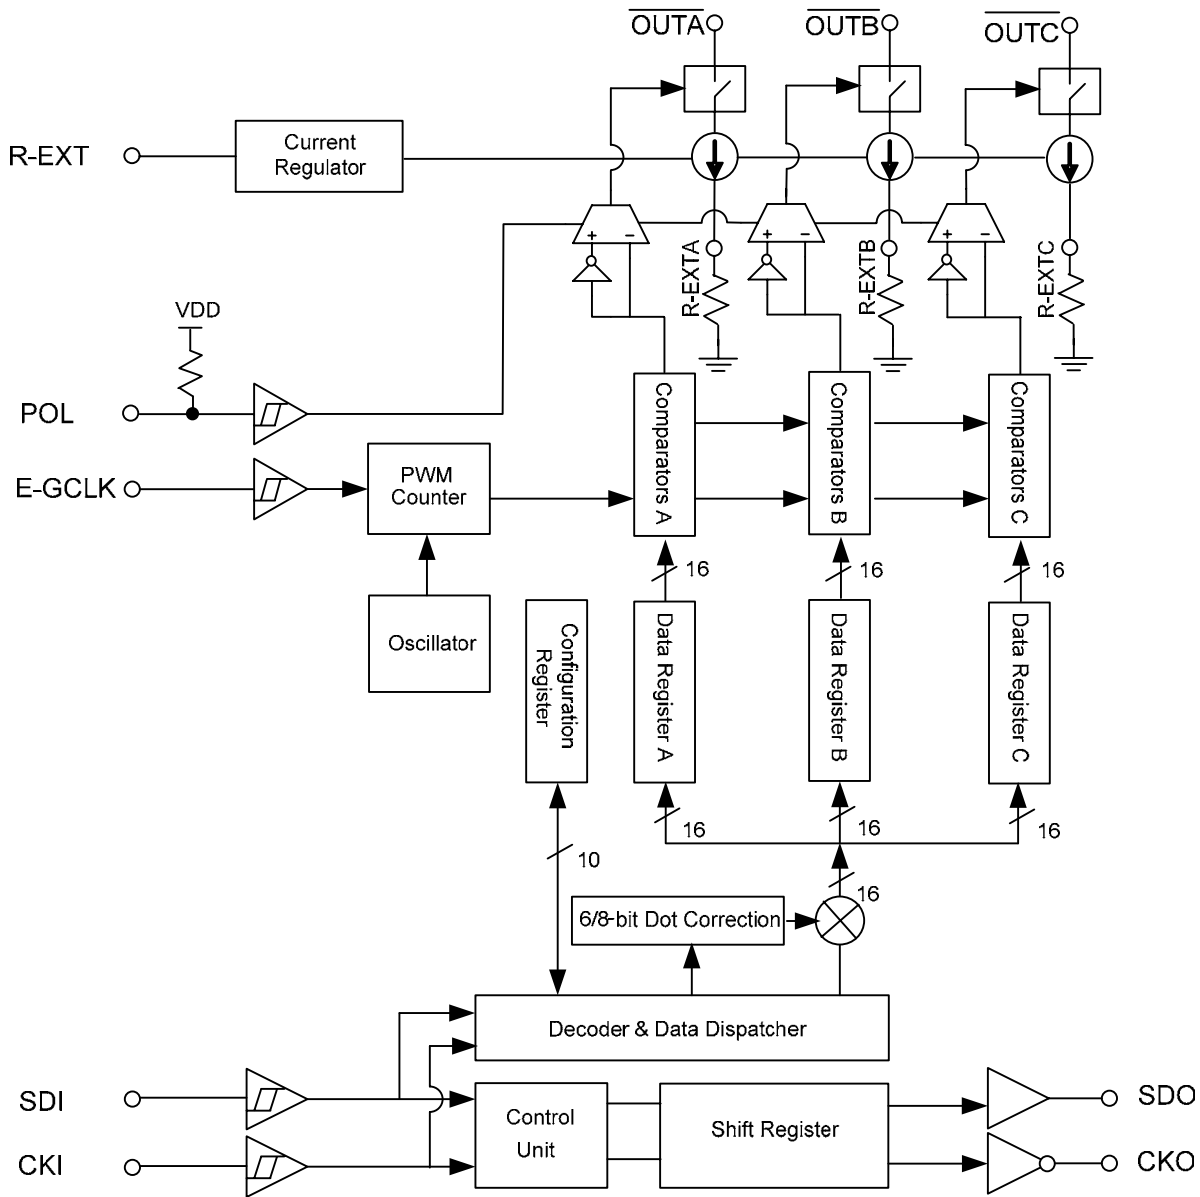 OUTA
OUTB
OUTC
R-EXT
Current
Regulator
+
-
+
-
+
-
R-EXTA
R-EXTB
R-EXTC
VDD
POL
E-GCLK
PWM
Counter
Comparators A
Comparators B
Comparators C
16
16
16
Oscillator
Configuration
Register
Data Register A
Data Register B
Data Register C
16
16
16
10
16
6/8-bit Dot Correction
Decoder & Data Dispatcher
SDI
Control
Unit
Shift Register
SDO
CKI
CKO